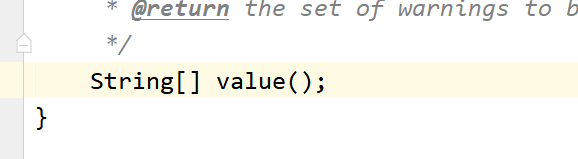 * @return the set of warnings to b
*/
String[] value();
}